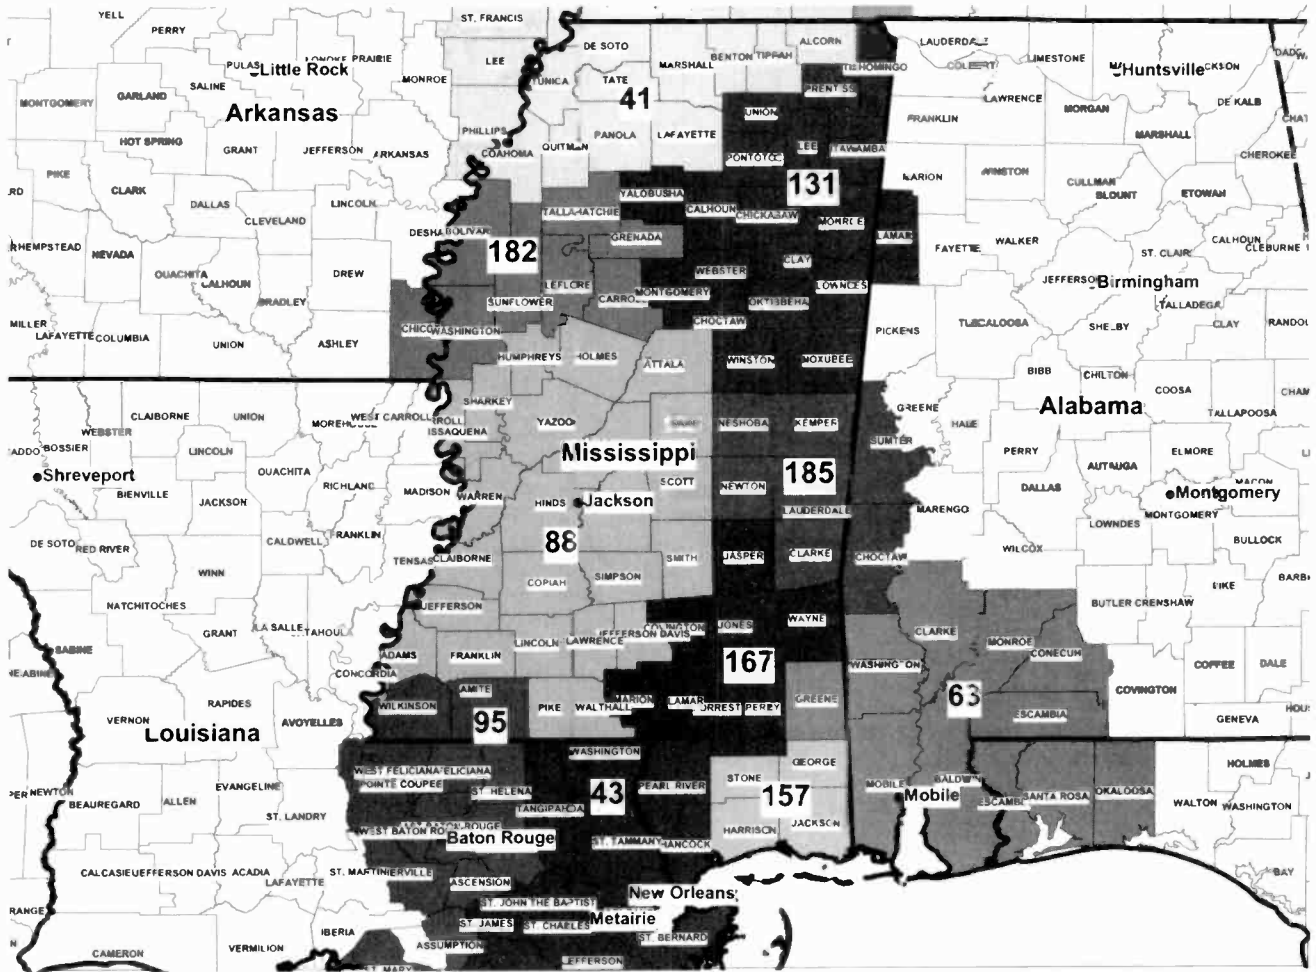 YELL
PERRY
ST. FRANCIS
PULAS
LONOKE PRAIRIE
LEE
DE SOTO
MARSHALL
BENTON TIPPAH
ALCORN
LIMESTONE
Little Rock
SALINE
MONROE
TUNICA
TATE
TISHOMINGO
COLBERT
Huntsville
CKSON
MONTGOMERY
GARLAND
Arkansas
41
PRENTISS
LAWRENCE
MORGAN
DE KALB
HOT SPRING
GRANT
JEFFERSON
ARKANSAS
PHILLIPS
COAHOMA
QUITMAN
PANOLA
LAFAYETTE
UNION
LEE
ITAWAMBA
FRANKLIN
MARSHALL
CHEROKEE
PIKE
CLARK
DALLAS
LINCOLN
PONTOTOC
131
MARION
WINSTON
CULLMAN
BLOUNT
ETOWAH
CLEVELAND
DESHA
BOLIVAR
TALLAHATCHIE
YALOBUSHA
CALHOUN
CHICKASAW
MONROE
LAMAR
HEMPSTEAD
NEVADA
182
GRENADA
FAYETTE
WALKER
ST. CLAIR
CALHOUN
CLEBURNE
OUACHITA
CALHOUN
DREW
WEBSTER
CLAY
JEFFERSON
Birmingham
BRADLEY
SUNFLOWER
LEFLORE
CARRO
MONTGOMERY
OKTIBBEHA
LOWNDES
TALLADEGA
MILLER
LAFAYETTE
COLUMBIA
UNION
ASHLEY
CHICO
WASHINGTON
CHOCTAW
PICKENS
TUSCALOOSA
SHELBY
CLAY
RANDOL
HUMPHREYS
HOLMES
ATTALA
WINSTON
NOXUBEE
BIBB
CHILTON
COOSA
CLAIBORNE
UNION
WEST CARROLL
SHARKEY
ISSAQUENA
YAZOO
NESHOBA
KEMPER
GREENE
HALE
Alabama
TALLAPOOSA
WEBSTER
BOSSIER
LINCOLN
Mississippi
SUMTER
PERRY
AUTAUGA
ELMORE
Shreveport
OUACHITA
RICHLAND
MADISON
WARREN
SCOTT
NEWTON
185
DALLAS
MACON
Montgomery
BIENVILLE
JACKSON
HINDS
Jackson
LAUDERDALE
MARENGO
LOWNDES
MONTGOMERY
DE SOTO
RED RIVER
CALDWELL
FRANKLIN
TENSAS
CLAIBORNE
88
SMITH
JASPER
CLARKE
CHOCTAW
WILCOX
BULLOCK
WINN
COPIAH
SIMPSON
PIKE
NATCHITOCHES
JEFFERSON
BUTLER
CRENSHAW
GRANT
LA SALLE
LINCOLN
LAWRENCE
JEFFERSON DAVIS
COVINGTON
JONES
WAYNE
CLARKE
MONROE
SABINE
CONCORDIA
ADAMS
FRANKLIN
167
WASHINGTON
CONECUH
COFFEE
DALE
RAPIDES
WILKINSON
AMITE
PIKE
WALTHALL
MARION
LAMAR
PERRY
GREENE
63
COVINGTON
VERNON
AVOYELLES
95
ESCAMBIA
GENEVA
Louisiana
WASHINGTON
GEORGE
HOLMES
NEWTON
BEAUREGARD
ALLEN
EVANGELINE
POINTE COUPEE
ST. HELENA
43
PEARL RIVER
STONE
157
MOBILE
BALDWIN
Mobile
SANTA ROSA
OKALOOSA
WALTON
WASHINGTON
ST. LANDRY
TANGIPAHOA
Baton Rouge
ST. TAMMANY
HANCOCK
HARRISON
JACKSON
CALCASIEU
JEFFERSON DAVIS
ACADIA
LAFAYETTE
ST. MARTIN
IBERVILLE
ASCENSION
BAY
ST. JOHN THE BAPTIST
New Orleans
ST. JAMES
ST. CHARLES
Metairie
CAMERON
VERMILION
IBERIA
ASSUMPTION
ST. BERNARD
ST. MARY
JEFFERSON